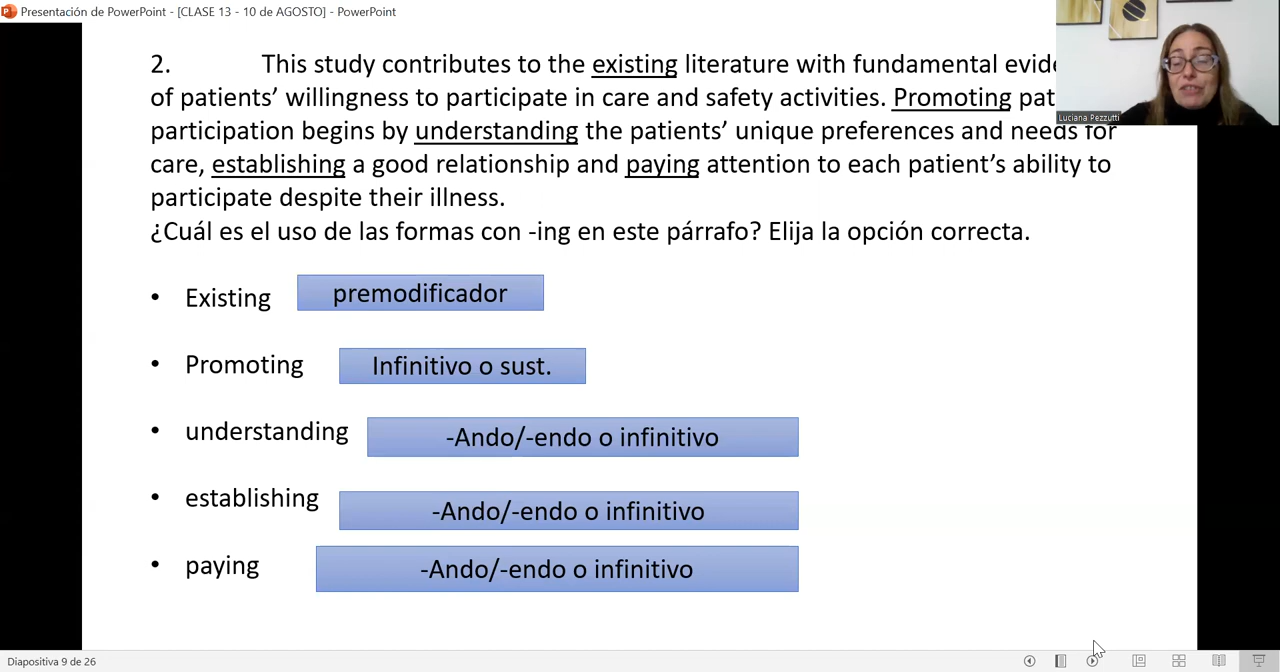 Presentación de PowerPoint - [CLASE 13 - 10 de AGOSTO] - PowerPoint
2. This study contributes to the existing literature with fundamental
of patients’ willingness to participate in care and safety activities. Promoting
participation begins by understanding the patients’ unique preferences and needs for
care, establishing a good relationship and paying attention to each patient’s ability to
participate despite their illness.
¿Cuál es el uso de las formas con -ing en este párrafo? Elija la opción correcta.
• Existing premodificador
• Promoting Infinitivo o sust.
• understanding -Ando/-endo o infinitivo
• establishing -Ando/-endo o infinitivo
• paying -Ando/-endo o infinitivo
Luciana Pezzutti
Diapositiva 9 de 26